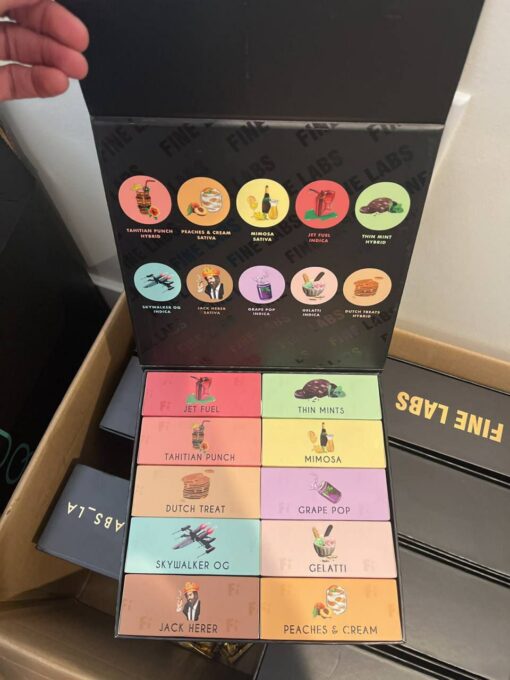 FINE LABS
TAHITIAN PUNCH
HYBRID
PEACHES & CREAM
SATIVA
MIMOSA
SATIVA
JET FUEL
INDICA
THIN MINT
HYBRID
SKYWALKER OG
INDICA
JACK HERER
SATIVA
GRAPE POP
INDICA
GELATTI
INDICA
DUTCH TREATS
HYBRID
JET FUEL
THIN MINTS
TAHITIAN PUNCH
MIMOSA
DUTCH TREAT
GRAPE POP
SKYWALKER OG
GELATTI
JACK HERER
PEACHES & CREAM
FINE LABS
ABS_LA